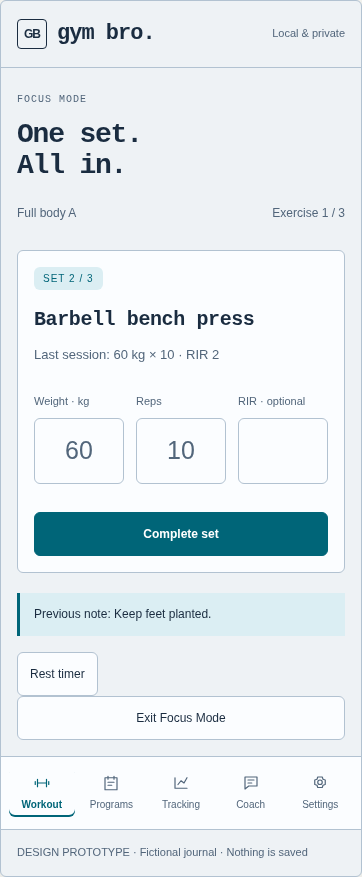 GB gym bro. Local & private
FOCUS MODE
One set.
All in.
Full body A Exercise 1 / 3
SET 2 / 3
Barbell bench press
Last session: 60 kg × 10 · RIR 2
Weight · kg Reps RIR · optional
60 10
Complete set
Previous note: Keep feet planted.
Rest timer
Exit Focus Mode
Workout Programs Tracking Coach Settings
DESIGN PROTOTYPE · Fictional journal · Nothing is saved